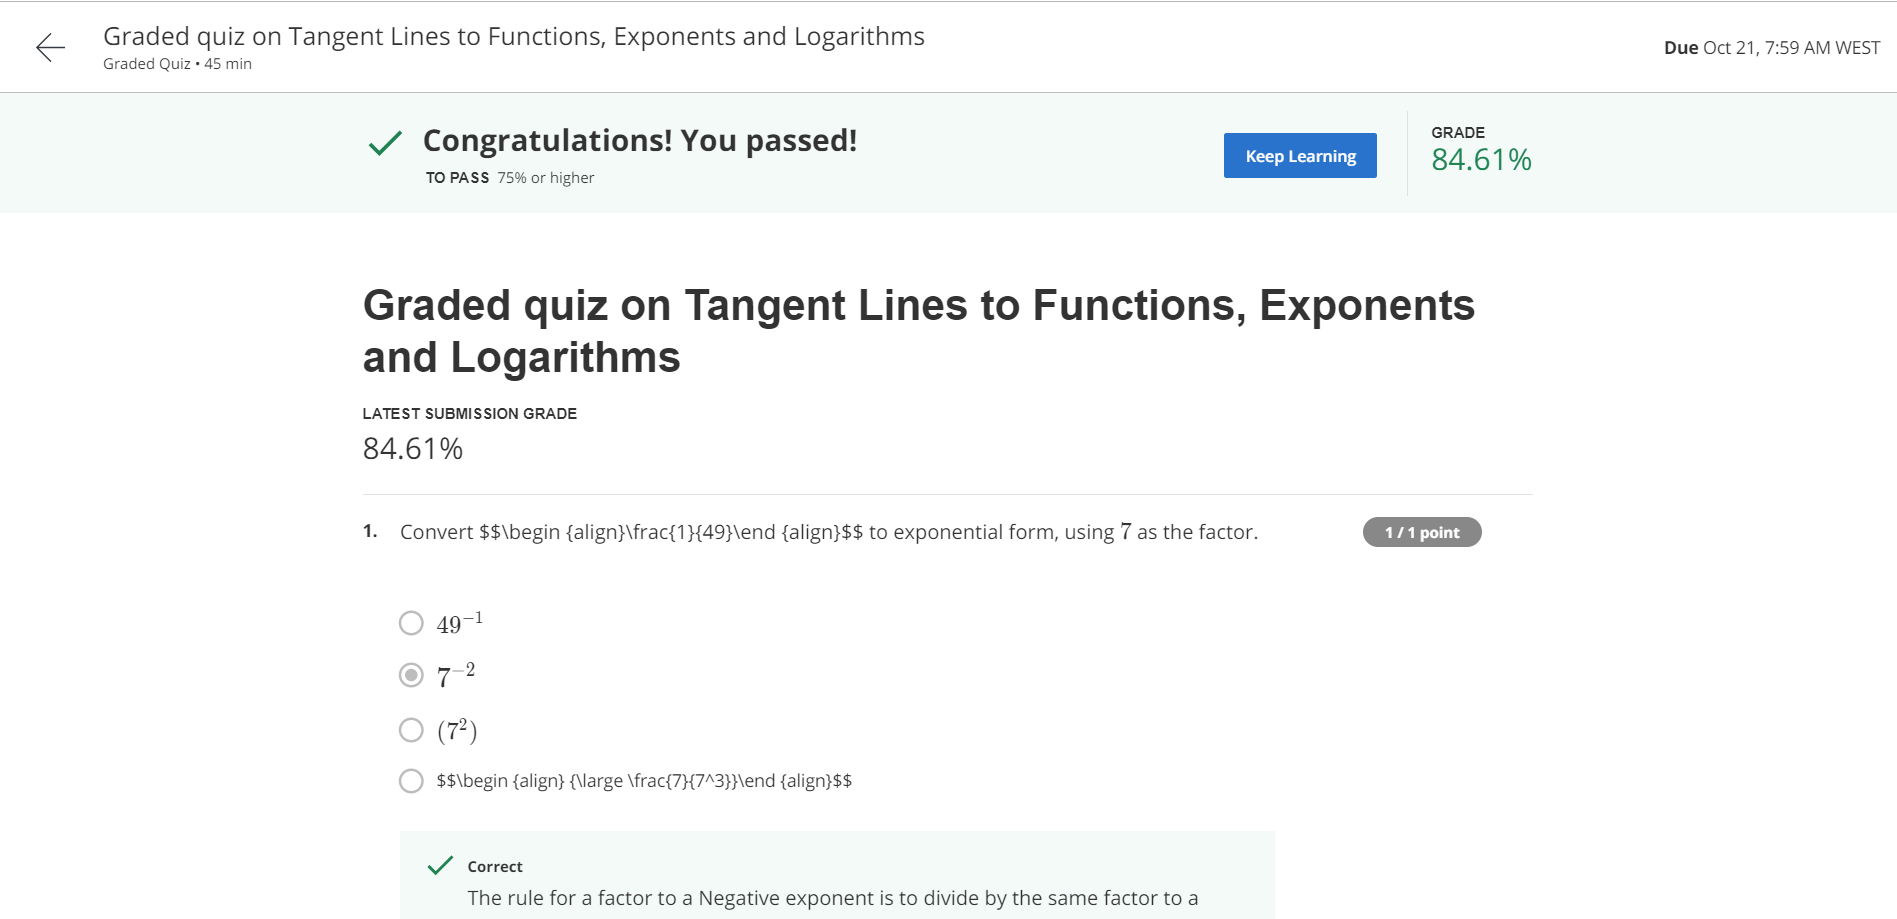 Graded quiz on Tangent Lines to Functions, Exponents and Logarithms
Graded Quiz • 45 min
Due Oct 21, 7:59 AM WEST
Congratulations! You passed!
TO PASS 75% or higher
Keep Learning
GRADE
84.61%
Graded quiz on Tangent Lines to Functions, Exponents
and Logarithms
LATEST SUBMISSION GRADE
84.61%
1. Convert $$\begin {align}\frac{1}{49}\end {align}$$ to exponential form, using 7 as the factor.
1 / 1 point
49⁻¹
7⁻²
(7²)
$$\begin {align} {\large \frac{7}{7^3}}\end {align}$$
Correct
The rule for a factor to a Negative exponent is to divide by the same factor to a